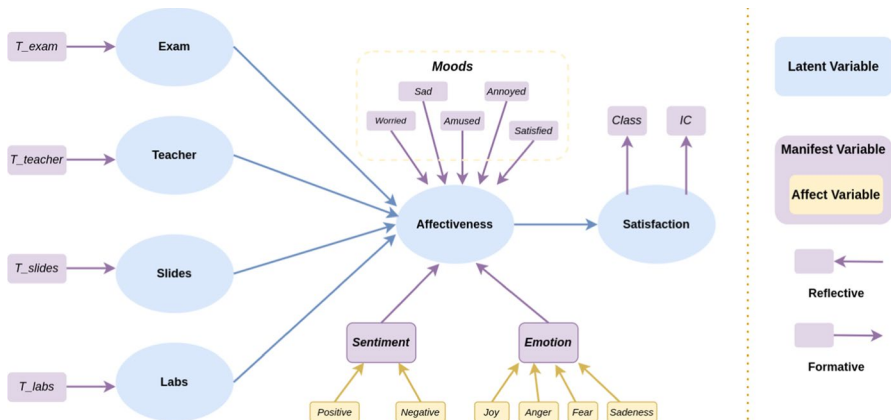 T_exam
Exam
T_teacher
Teacher
T_slides
Slides
T_labs
Labs
Moods
Sad
Annoyed
Worried
Amused
Satisfied
Affectiveness
Sentiment
Emotion
Positive
Negative
Joy
Anger
Fear
Sadeness
Class
IC
Satisfaction
Latent Variable
Manifest Variable
Affect Variable
Reflective
Formative